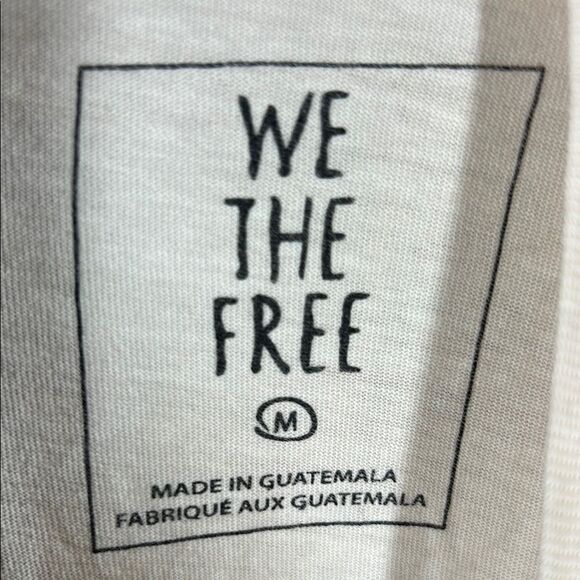 WE
THE
FREE
M
MADE IN GUATEMALA
FABRIQUÉ AUX GUATEMALA